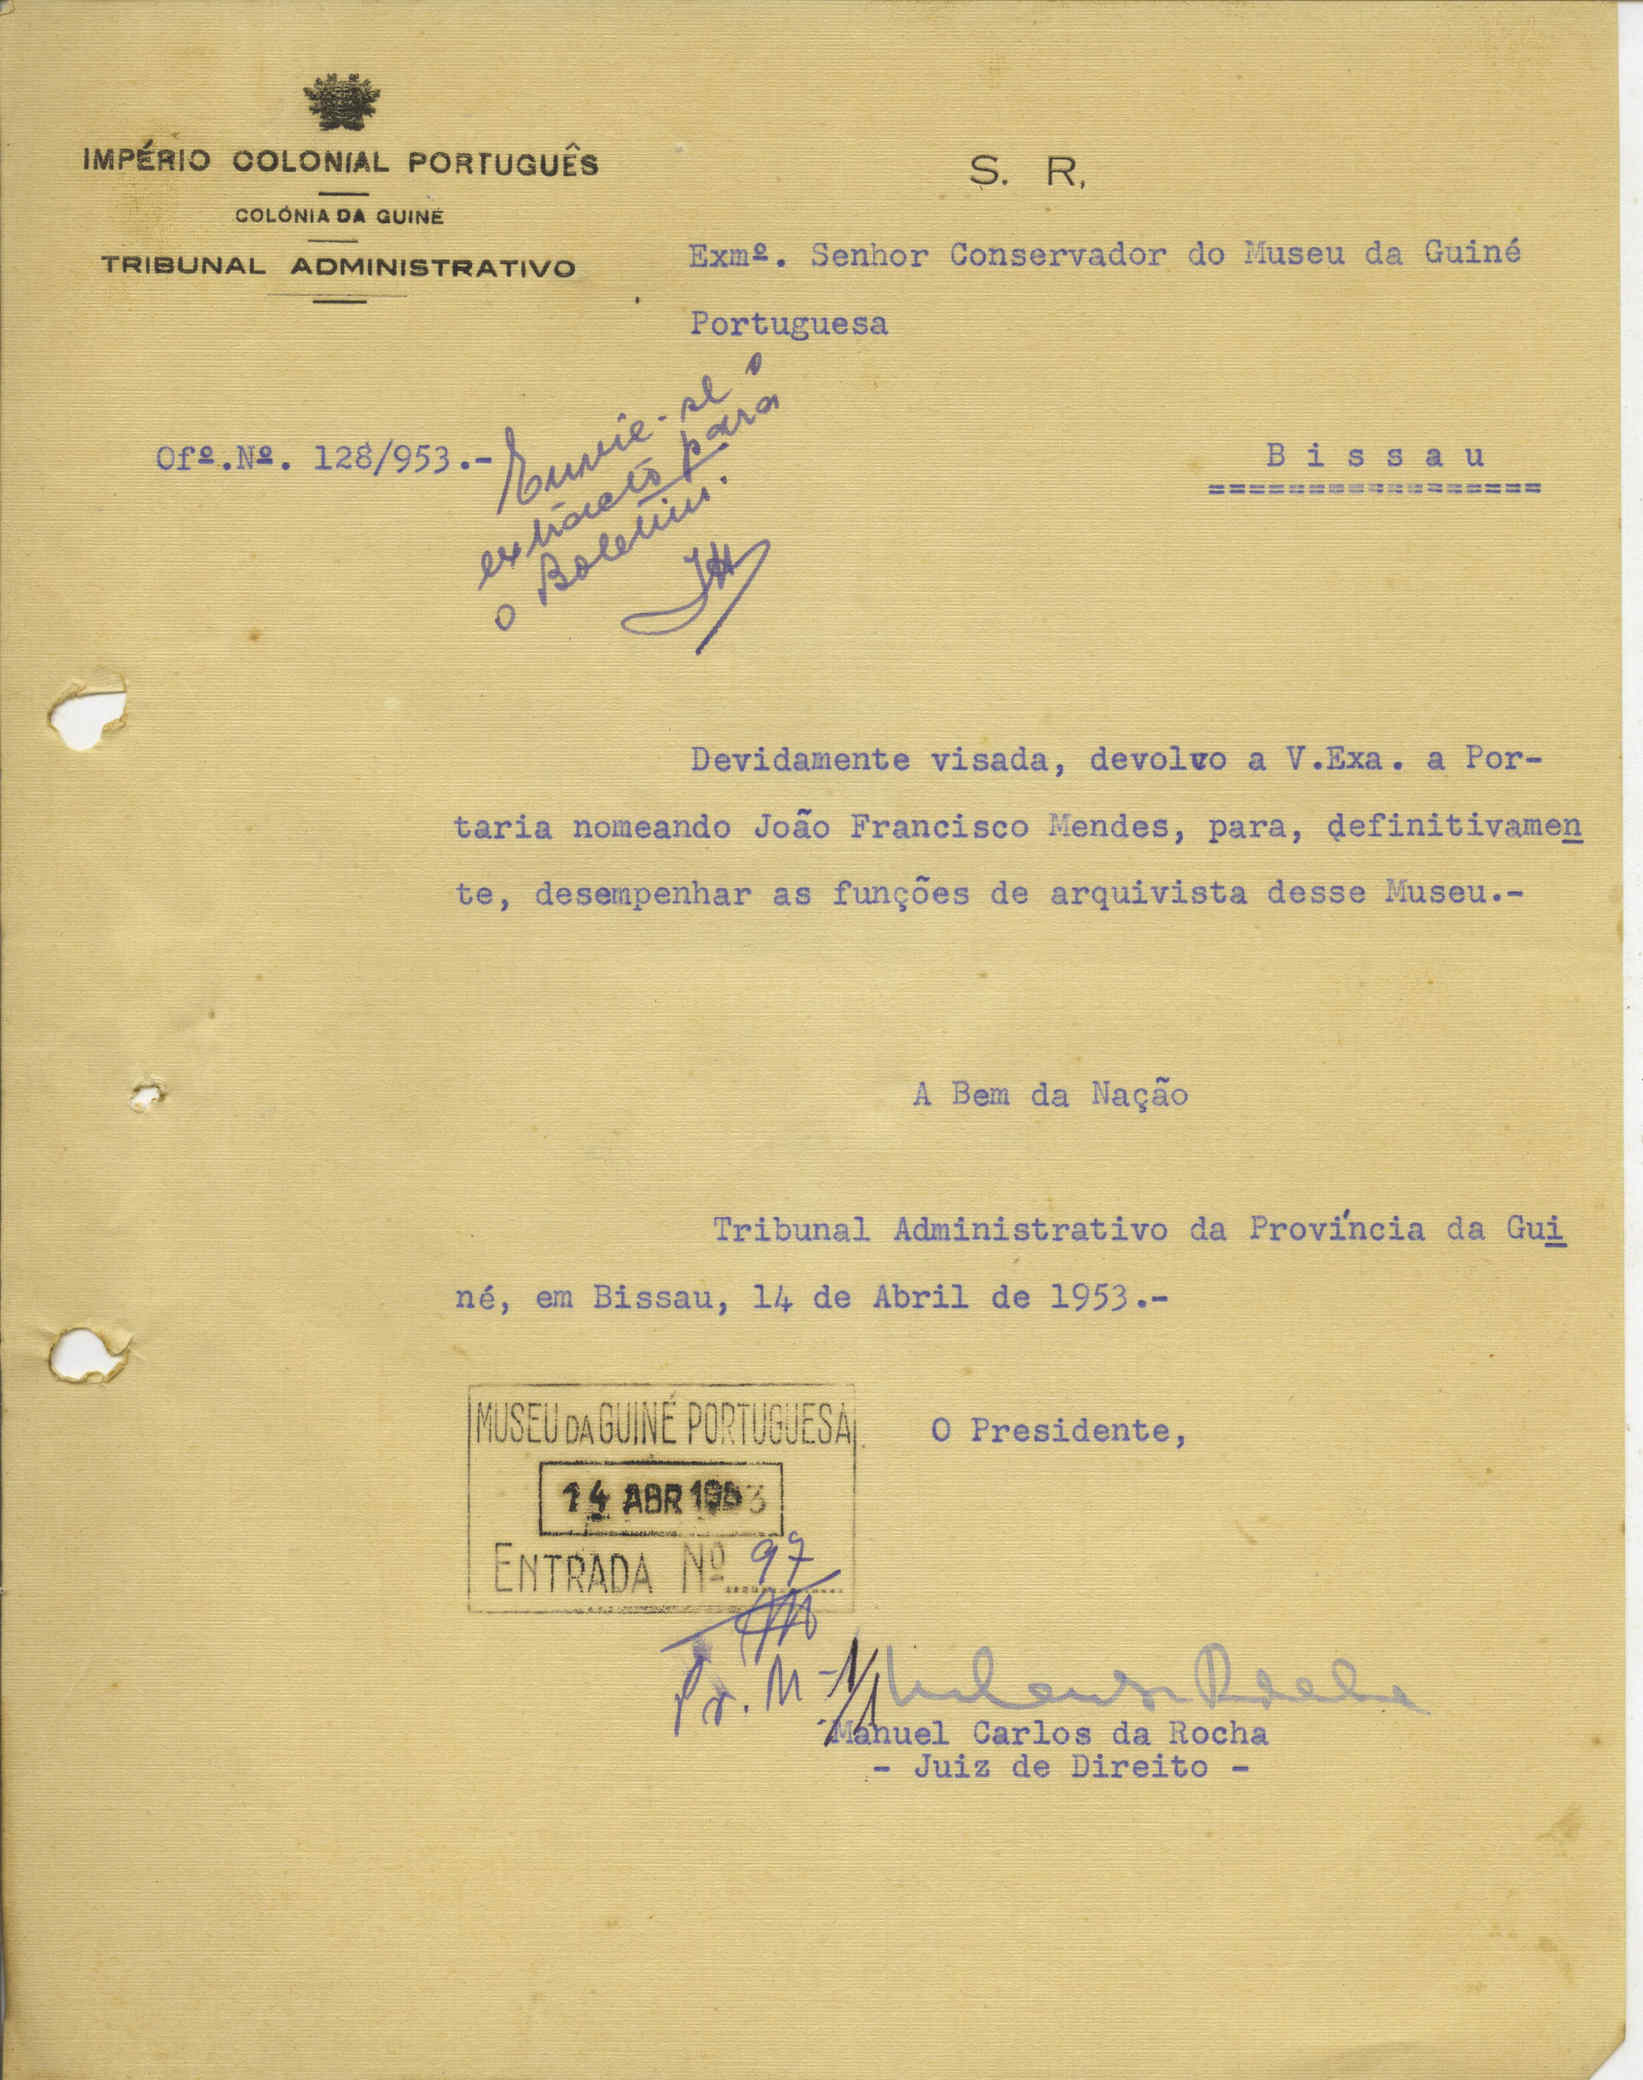 IMPÉRIO COLONIAL PORTUGUÊS
COLÓNIA DA GUINÉ
TRIBUNAL ADMINISTRATIVO
S. R.
Exmº. Senhor Conservador do Museu da Guiné
Portuguesa
Ofº.Nº. 128/953.-
Envie-se o
extracto para
o Boletim.
B i s s a u
=================
Devidamente visada, devolvo a V.Exa. a Por-
taria nomeando João Francisco Mendes, para, definitivamen
te, desempenhar as funções de arquivista desse Museu.-
A Bem da Nação
Tribunal Administrativo da Província da Gui
né, em Bissau, 14 de Abril de 1953.-
MUSEU DA GUINÉ PORTUGUESA
14 ABR 1953
ENTRADA Nº 97
O Presidente,
Manuel Carlos da Rocha
- Juiz de Direito -